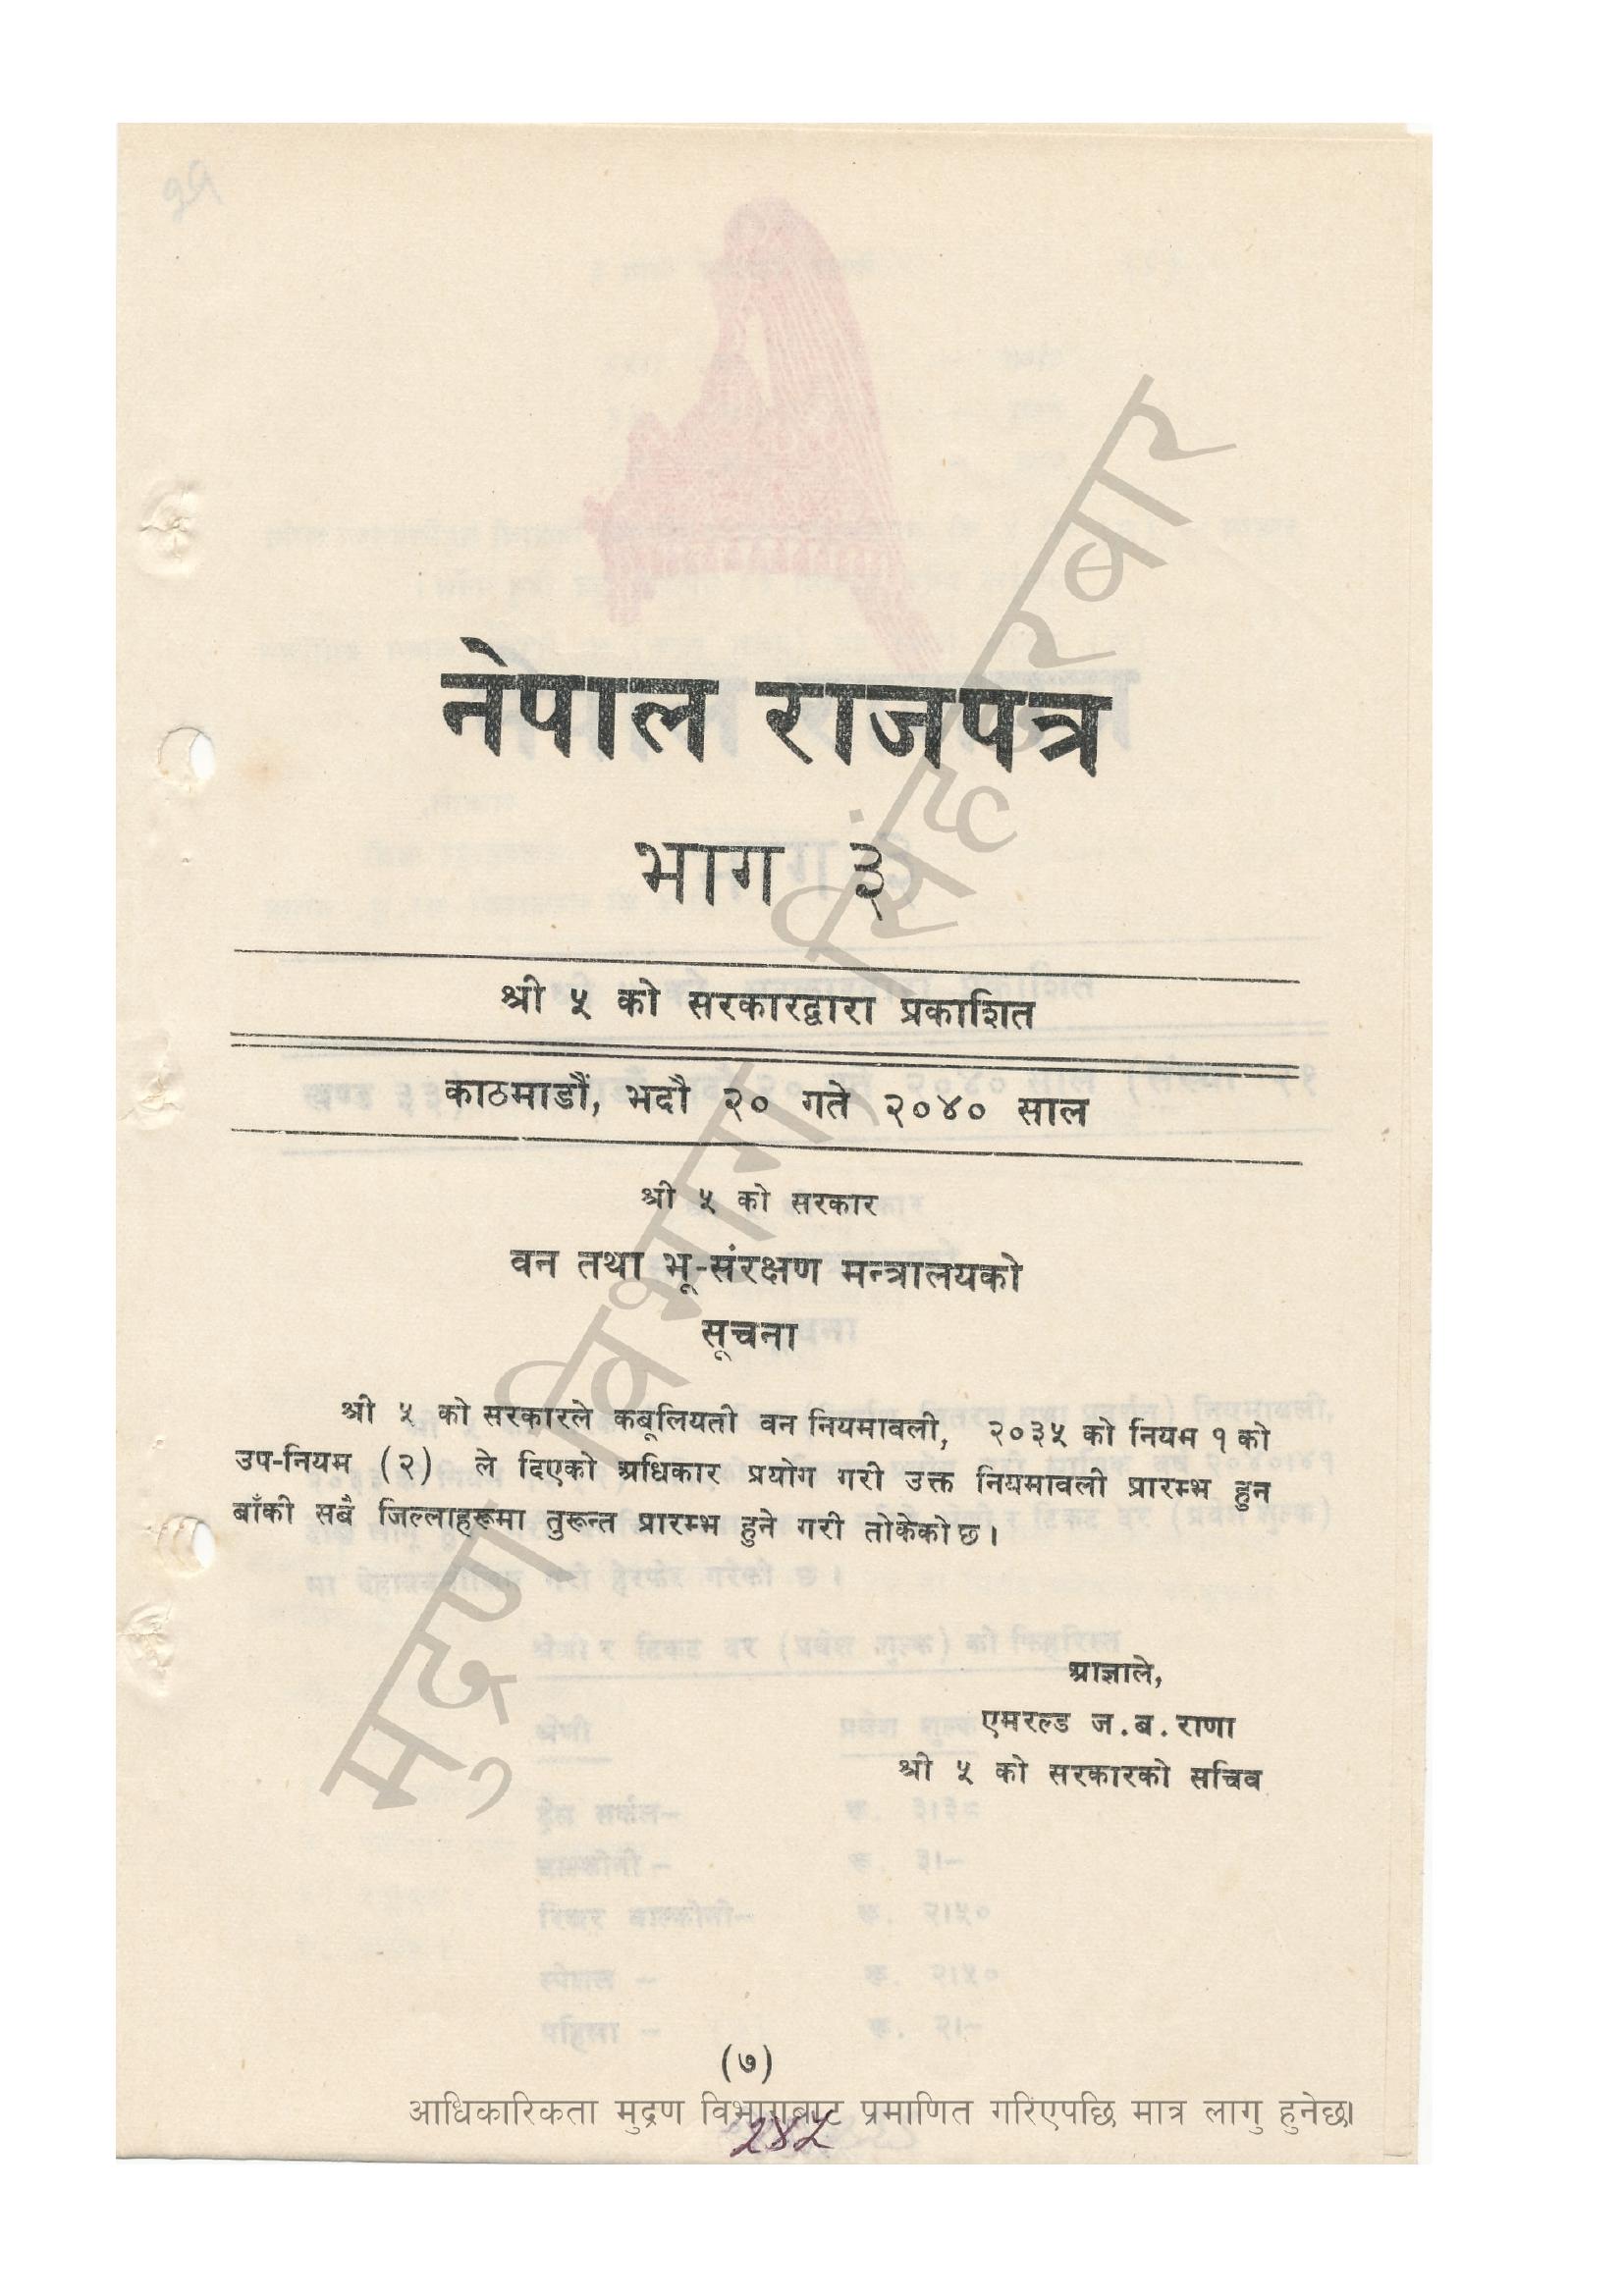 नेपाल राजपत्र
भाग ३
श्री ५ को सरकारद्वारा प्रकाशित
काठमाडौं, भदौ २० गते २०४० साल
श्री ५ को सरकार
वन तथा भू-संरक्षण मन्त्रालयको
सूचना
श्री ५ को सरकारले कबूलियती वन नियमावली, २०३५ को नियम १ को
उप-नियम (२) ले दिएको अधिकार प्रयोग गरी उक्त नियमावली प्रारम्भ हुन
बाँकी सबै जिल्लाहरूमा तुरून्त प्रारम्भ हुने गरी तोकेको छ।
आज्ञाले,
एमरल्ड ज.ब.राणा
श्री ५ को सरकारको सचिव
(७)
आधिकारिकता मुद्रण विभागबाट प्रमाणित गरिएपछि मात्र लागु हुनेछ।
मुद्रण विभाग, सिंहदरवार